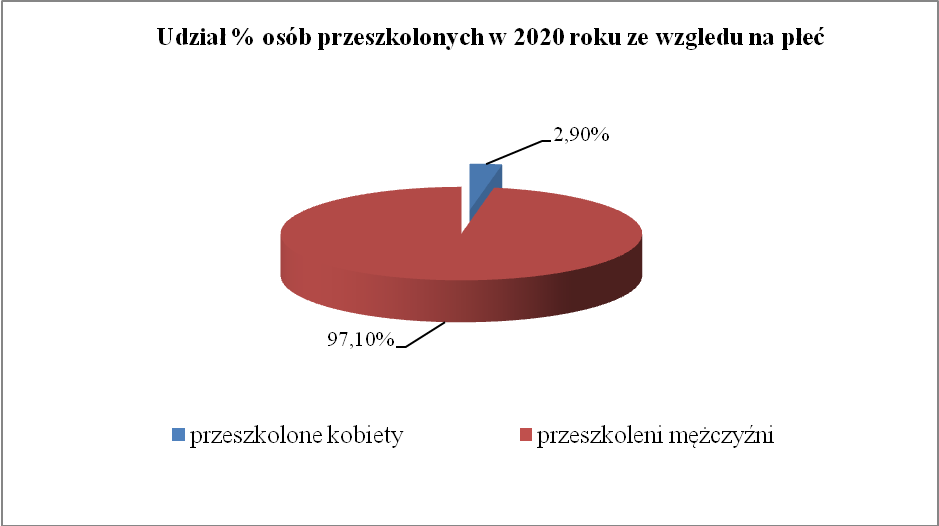 Udział % osób przeszkolonych w 2020 roku ze wzgledu na płeć
2,90%
97,10%
przeszkolone kobiety
przeszkoleni mężczyźni